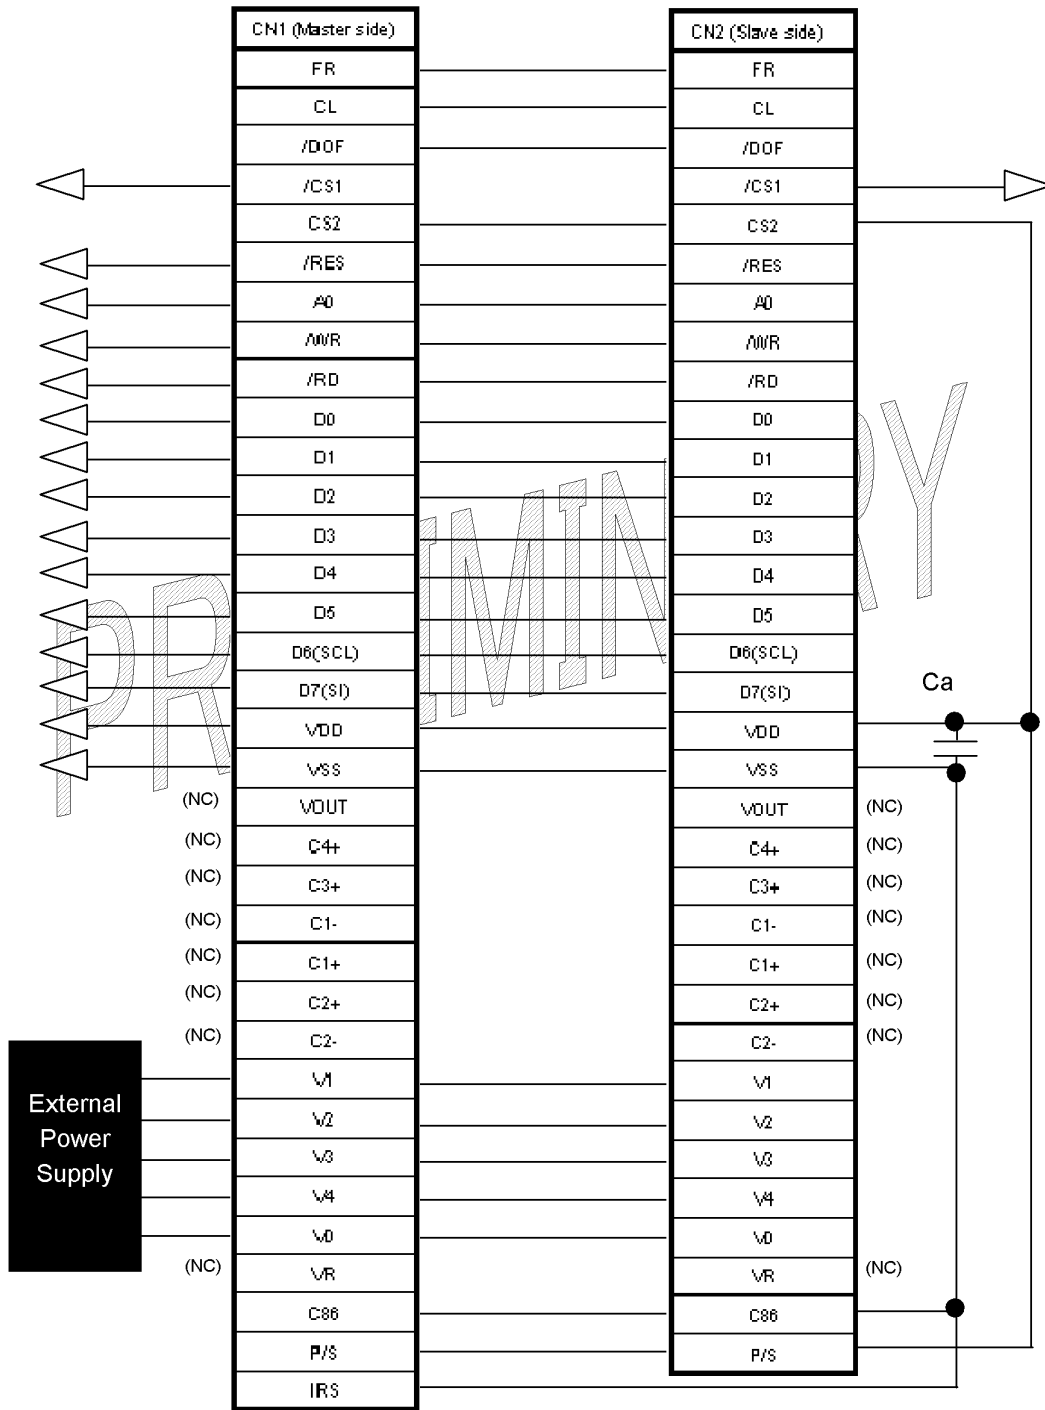 CN1 (Master side) CN2 (Slave side)
FR FR
CL CL
/DOF /DOF
/CS1 /CS1
CS2 CS2
/RES /RES
A0 A0
/WR /WR
/RD /RD
D0 D0
D1 D1
D2 D2
D3 D3
D4 D4
D5 D5
D6(SCL) D6(SCL)
D7(SI) D7(SI)
Ca
VDD VDD
VSS VSS
(NC) VOUT VOUT (NC)
(NC) C4+ C4+ (NC)
(NC) C3+ C3+ (NC)
(NC) C1- C1- (NC)
(NC) C1+ C1+ (NC)
(NC) C2+ C2+ (NC)
(NC) C2- C2- (NC)
External
Power
Supply
V1 V1
V2 V2
V3 V3
V4 V4
V0 V0
(NC) VR VR (NC)
C86 C86
P/S P/S
IRS